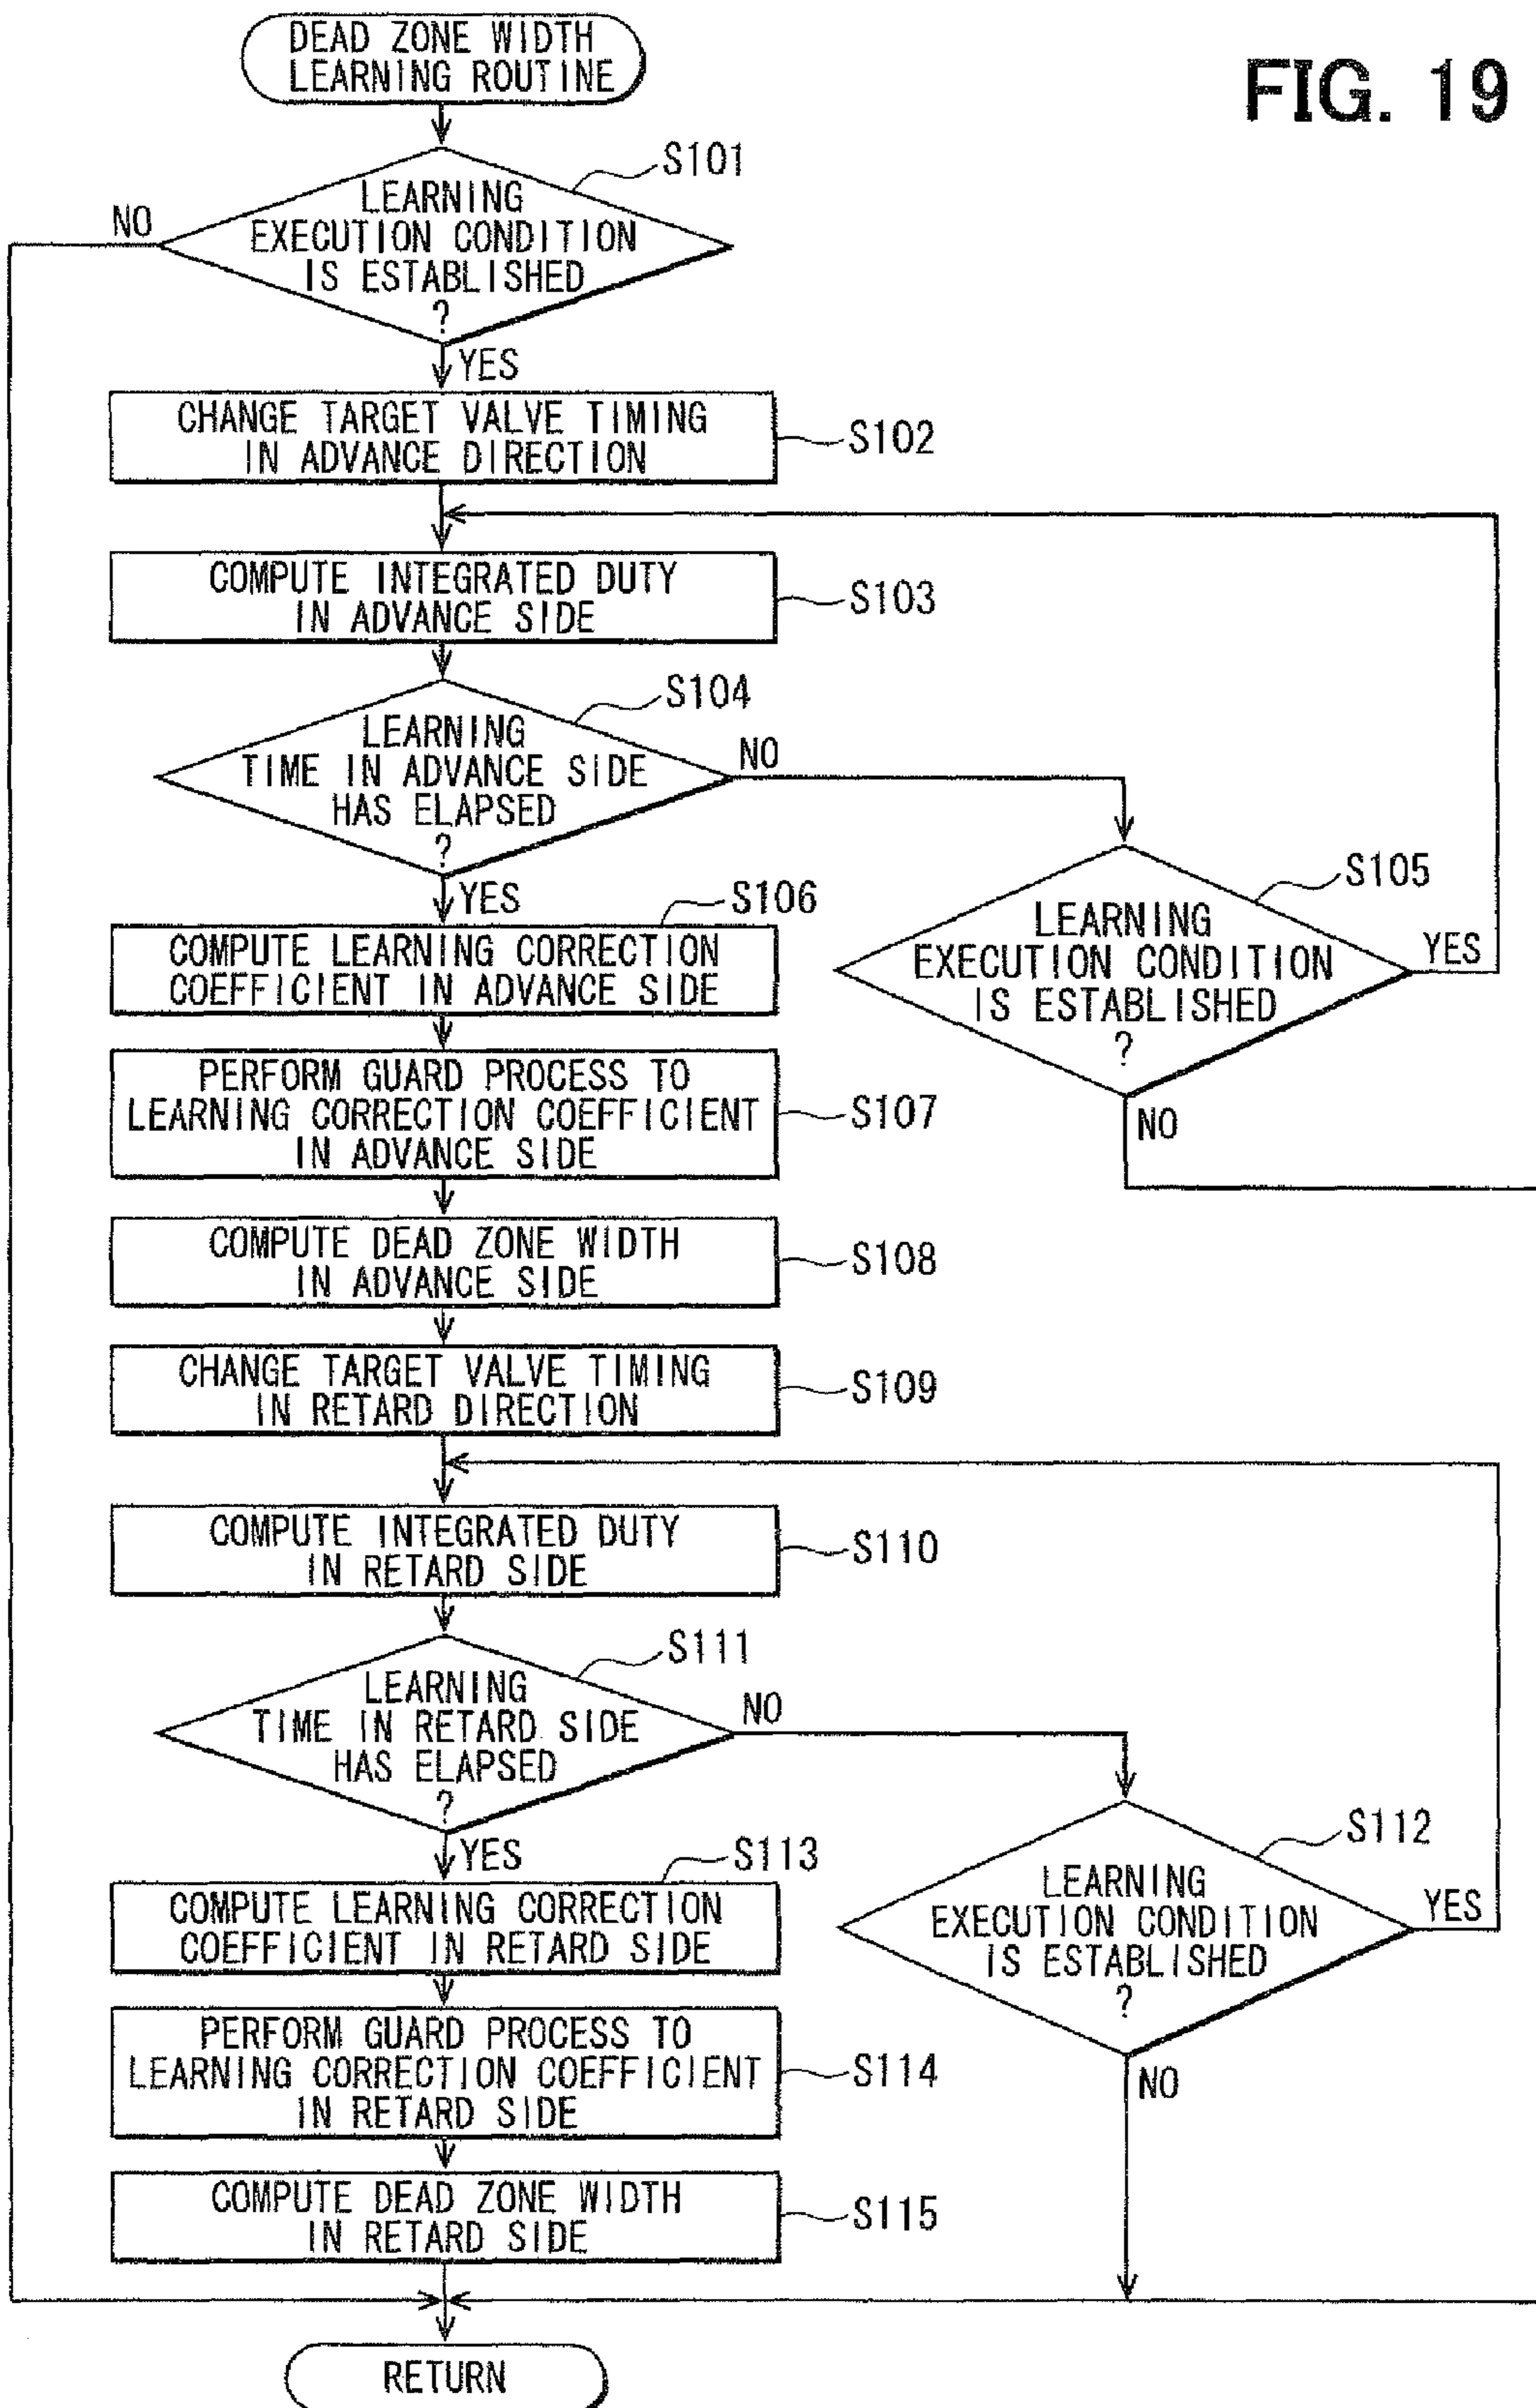 FIG. 19
DEAD ZONE WIDTH
LEARNING ROUTINE
S101
LEARNING
EXECUTION CONDITION
IS ESTABLISHED
?
NO
YES
CHANGE TARGET VALVE TIMING
IN ADVANCE DIRECTION
S102
COMPUTE INTEGRATED DUTY
IN ADVANCE SIDE
S103
S104
LEARNING
TIME IN ADVANCE SIDE
HAS ELAPSED
?
NO
YES
S105
LEARNING
EXECUTION CONDITION
IS ESTABLISHED
?
YES
NO
S106
COMPUTE LEARNING CORRECTION
COEFFICIENT IN ADVANCE SIDE
PERFORM GUARD PROCESS TO
LEARNING CORRECTION COEFFICIENT
IN ADVANCE SIDE
S107
COMPUTE DEAD ZONE WIDTH
IN ADVANCE SIDE
S108
CHANGE TARGET VALVE TIMING
IN RETARD DIRECTION
S109
COMPUTE INTEGRATED DUTY
IN RETARD SIDE
S110
S111
LEARNING
TIME IN RETARD SIDE
HAS ELAPSED
?
NO
YES
S112
LEARNING
EXECUTION CONDITION
IS ESTABLISHED
?
YES
NO
S113
COMPUTE LEARNING CORRECTION
COEFFICIENT IN RETARD SIDE
PERFORM GUARD PROCESS TO
LEARNING CORRECTION COEFFICIENT
IN RETARD SIDE
S114
COMPUTE DEAD ZONE WIDTH
IN RETARD SIDE
S115
RETURN